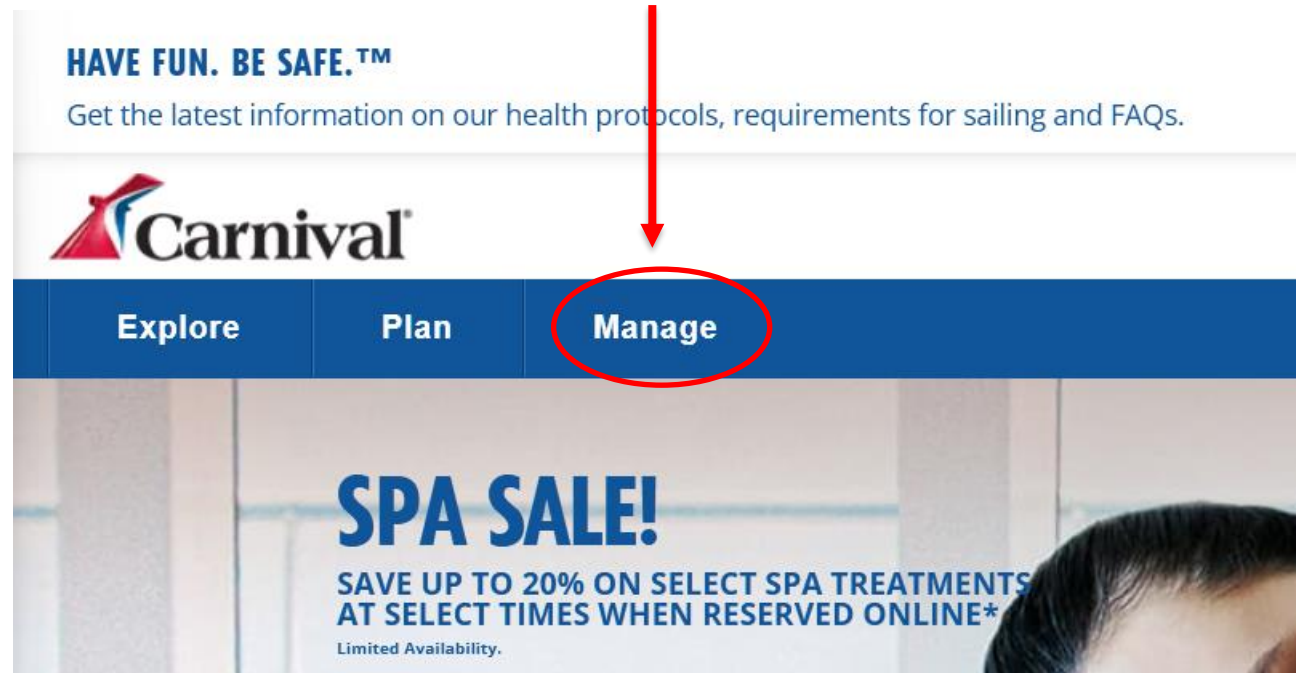 HAVE FUN. BE SAFE.™
Get the latest information on our health protocols, requirements for sailing and FAQs.
Carnival®
Explore Plan Manage
SPA SALE!
SAVE UP TO 20% ON SELECT SPA TREATMENTS
AT SELECT TIMES WHEN RESERVED ONLINE*
Limited Availability.